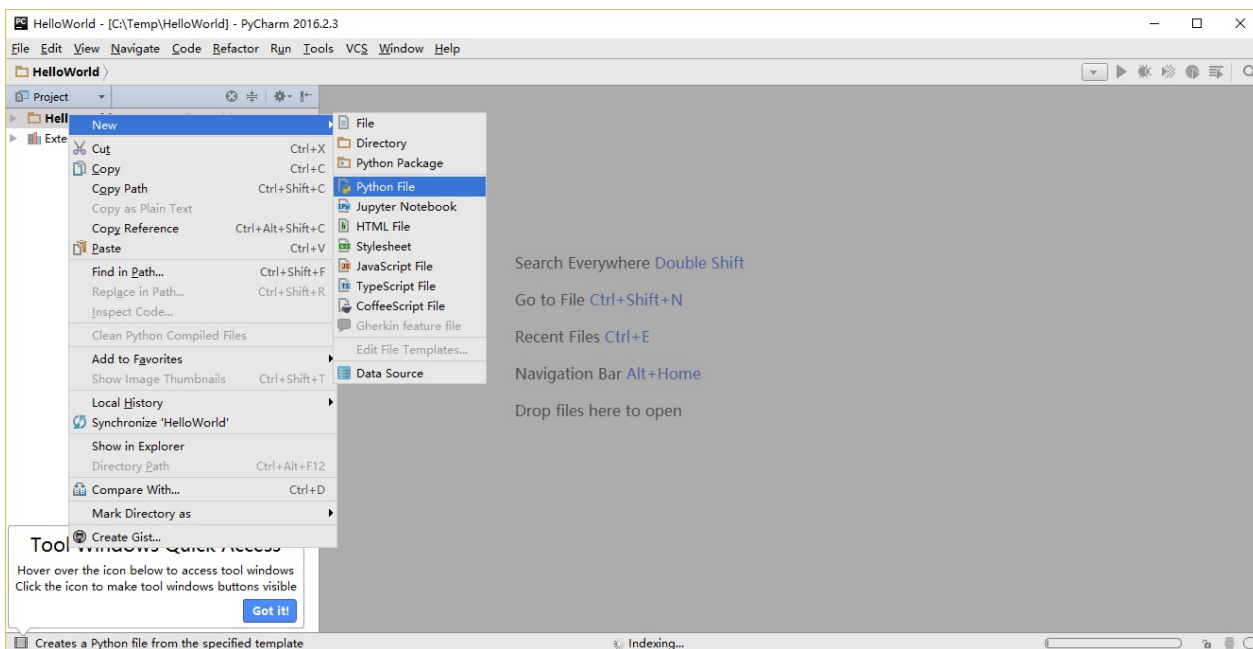 HelloWorld - [C:\Temp\HelloWorld] - PyCharm 2016.2.3
File Edit View Navigate Code Refactor Run Tools VCS Window Help
HelloWorld
Project
Hell
Exte
New
Cut Ctrl+X
Copy Ctrl+C
Copy Path Ctrl+Shift+C
Copy as Plain Text
Copy Reference Ctrl+Alt+Shift+C
Paste Ctrl+V
Find in Path... Ctrl+Shift+F
Replace in Path... Ctrl+Shift+R
Inspect Code...
Clean Python Compiled Files
Add to Favorites
Show Image Thumbnails Ctrl+Shift+T
Local History
Synchronize 'HelloWorld'
Show in Explorer
Directory Path Ctrl+Alt+F12
Compare With... Ctrl+D
Mark Directory as
Create Gist...
File
Directory
Python Package
Python File
Jupyter Notebook
HTML File
Stylesheet
JavaScript File
TypeScript File
CoffeeScript File
Gherkin feature file
Edit File Templates...
Data Source
Search Everywhere Double Shift
Go to File Ctrl+Shift+N
Recent Files Ctrl+E
Navigation Bar Alt+Home
Drop files here to open
Hover over the icon below to access tool windows
Click the icon to make tool windows buttons visible
Got it!
Creates a Python file from the specified template
Indexing...